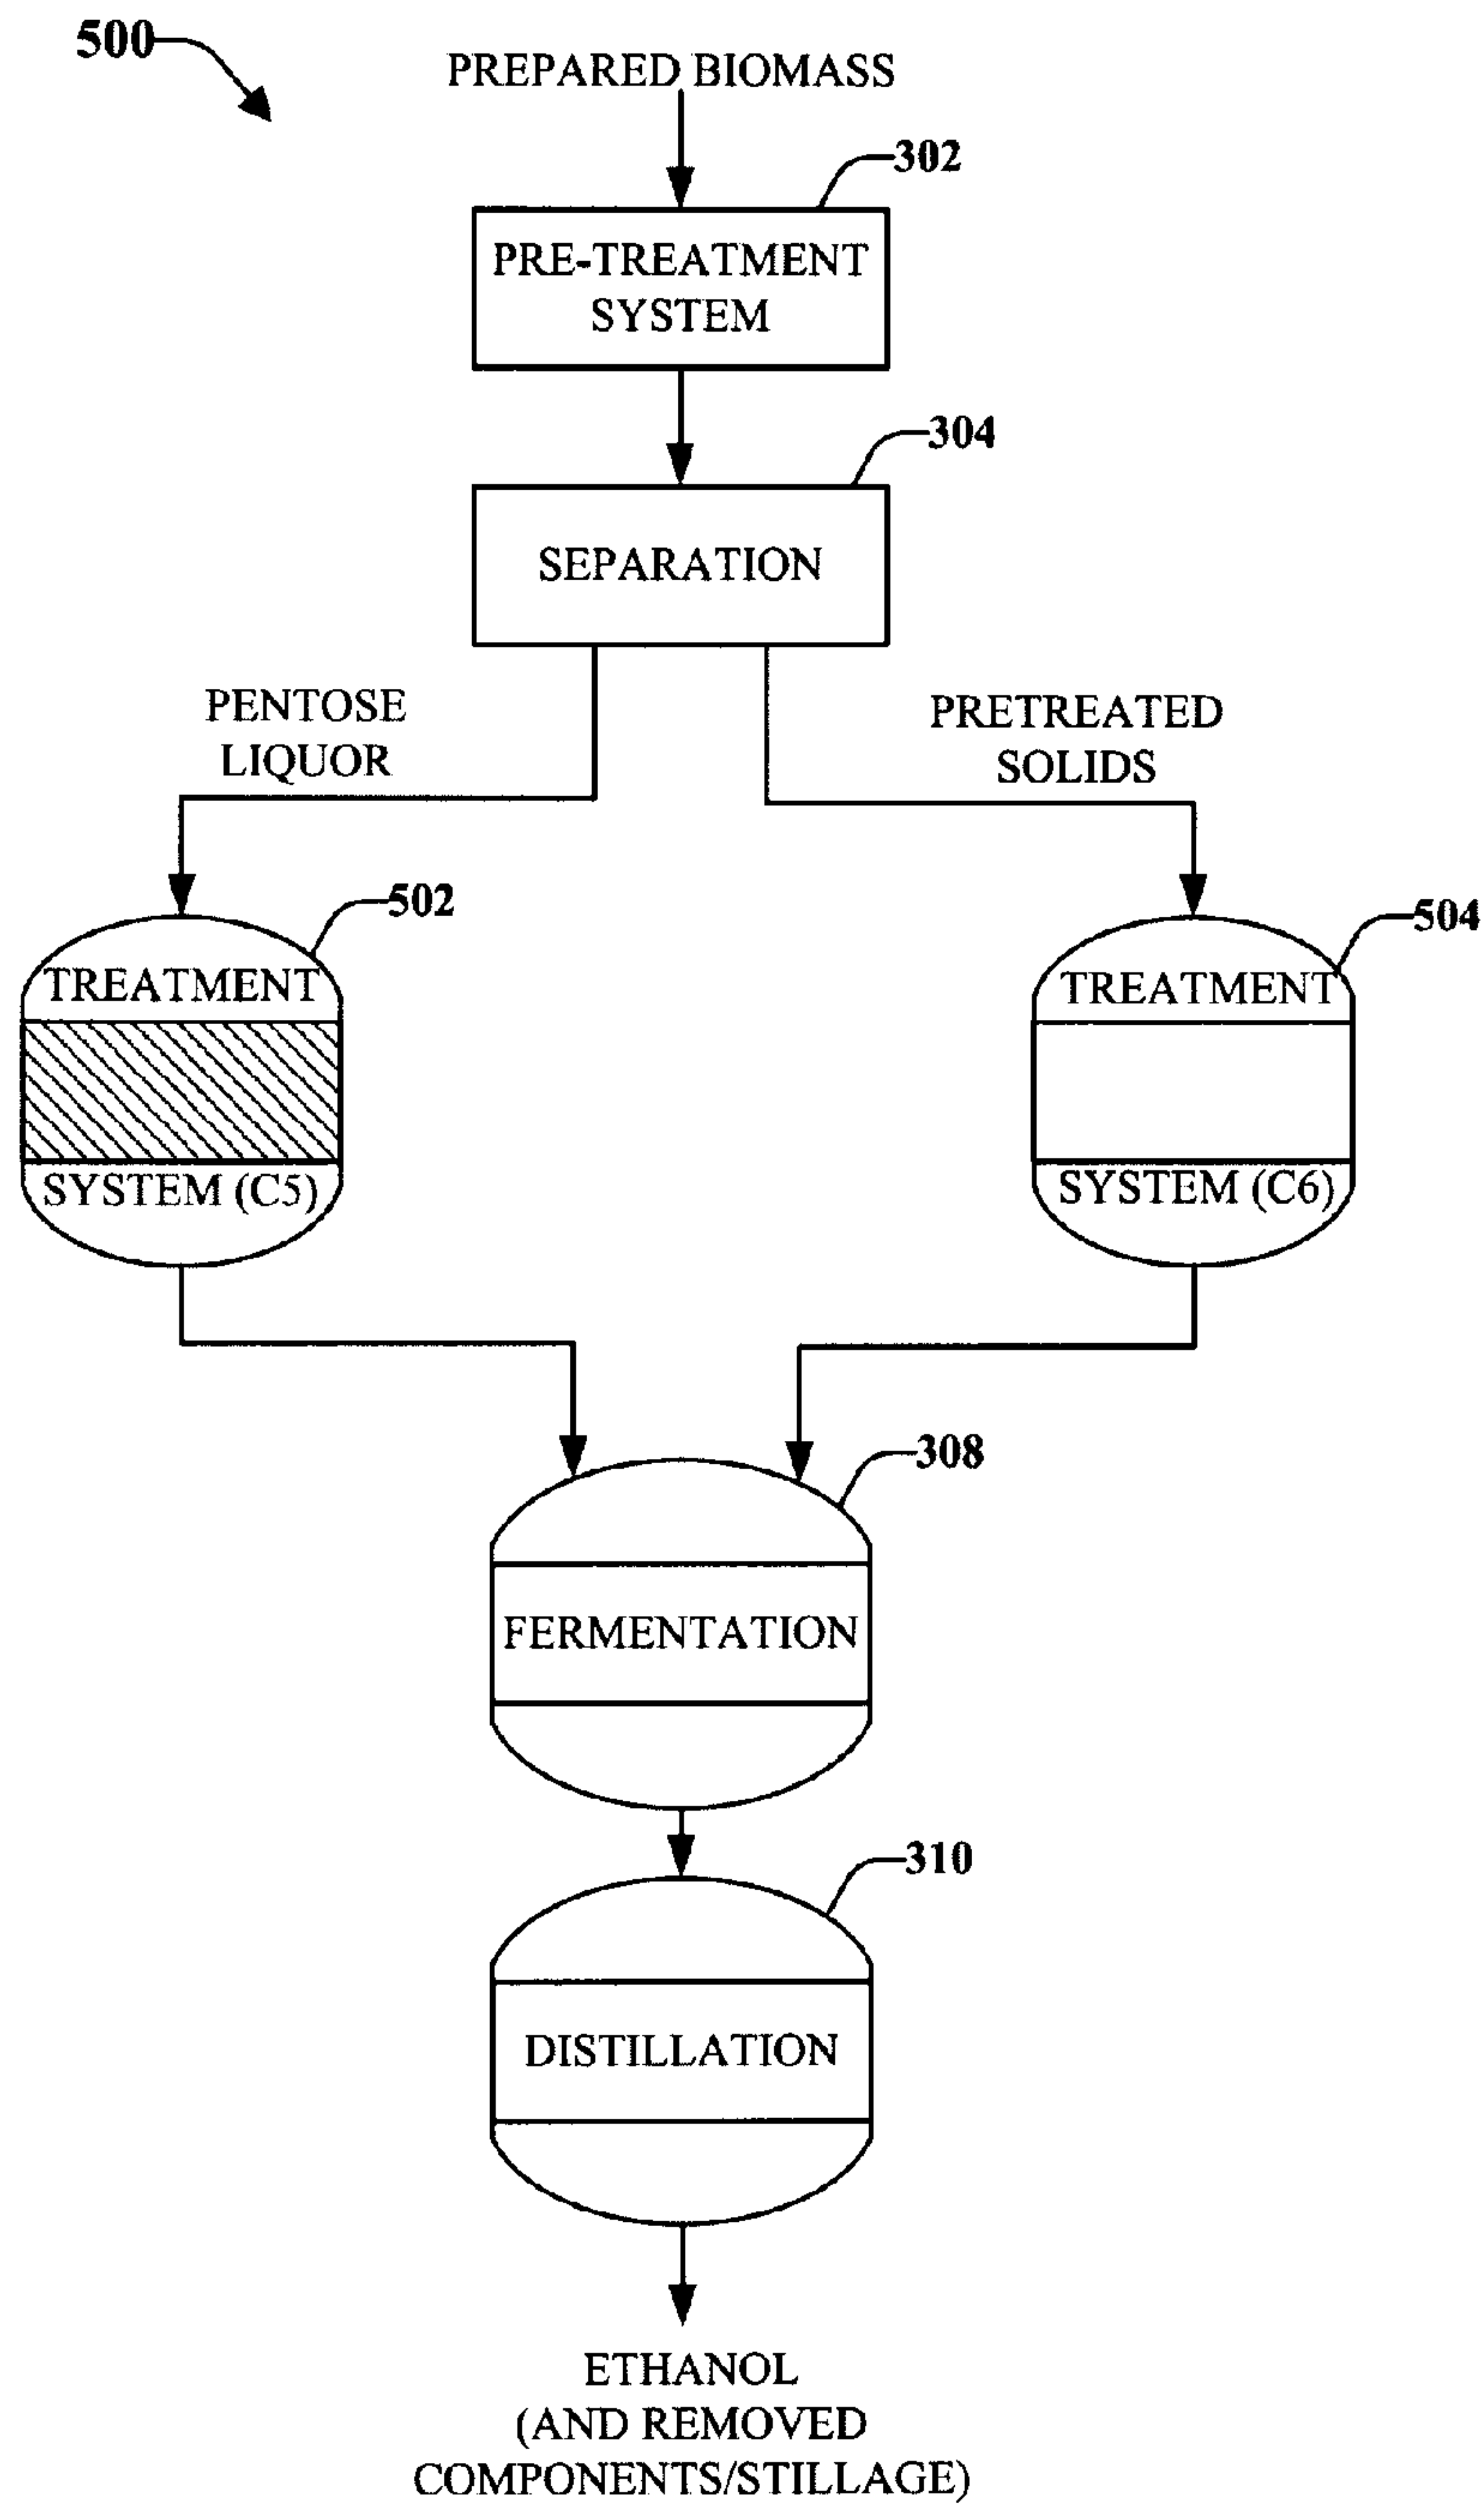 500
PREPARED BIOMASS
302
PRE-TREATMENT
SYSTEM
304
SEPARATION
PENTOSE
LIQUOR
PRETREATED
SOLIDS
502
504
TREATMENT
SYSTEM (C5)
TREATMENT
SYSTEM (C6)
308
FERMENTATION
310
DISTILLATION
ETHANOL
(AND REMOVED
COMPONENTS/STILLAGE)